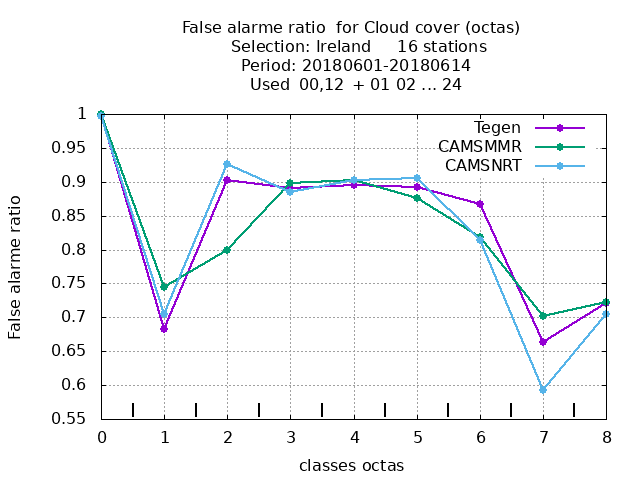 False alarme ratio  for Cloud cover (octas)
Selection: Ireland     16 stations
Period: 20180601-20180614
Used  00,12  + 01 02 ... 24
Tegen
CAMSMMR
CAMSNRT
1
0.95
0.9
0.85
0.8
0.75
0.7
0.65
0.6
0.55
False alarme ratio
0 1 2 3 4 5 6 7 8
classes octas